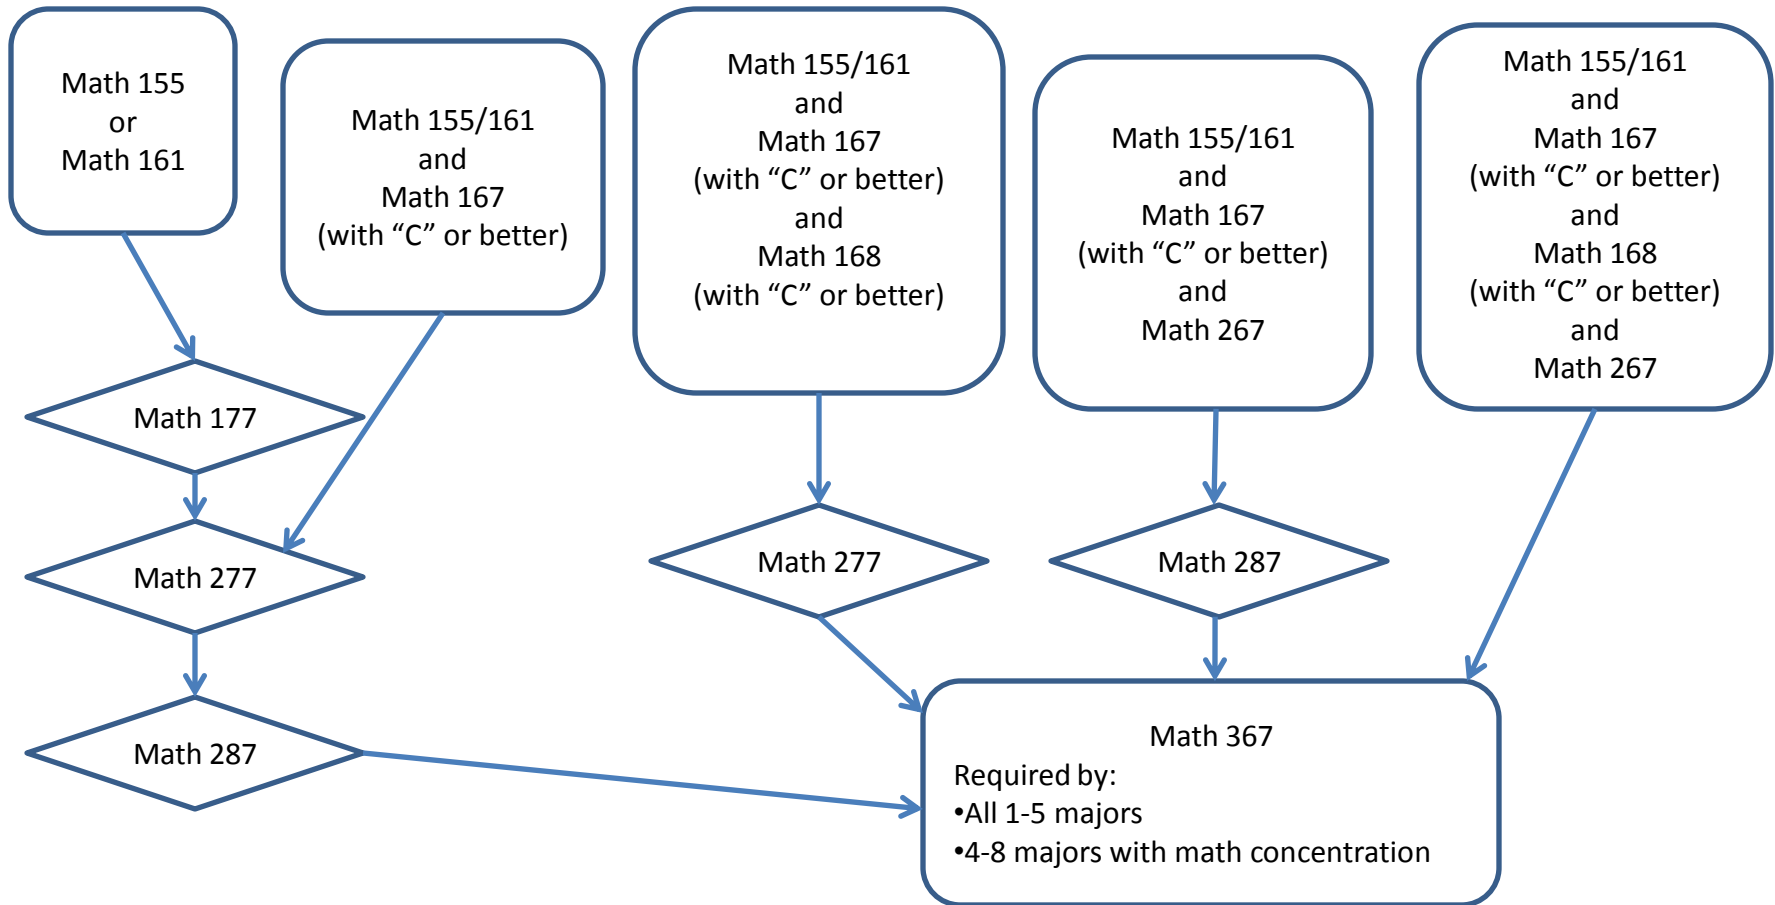 Math 155
or
Math 161
Math 155/161
and
Math 167
(with “C” or better)
Math 155/161
and
Math 167
(with “C” or better)
and
Math 168
(with “C” or better)
Math 155/161
and
Math 167
(with “C” or better)
and
Math 267
Math 155/161
and
Math 167
(with “C” or better)
and
Math 168
(with “C” or better)
and
Math 267
Math 177
Math 277
Math 277
Math 287
Math 287
Math 367
Required by:
•All 1-5 majors
•4-8 majors with math concentration